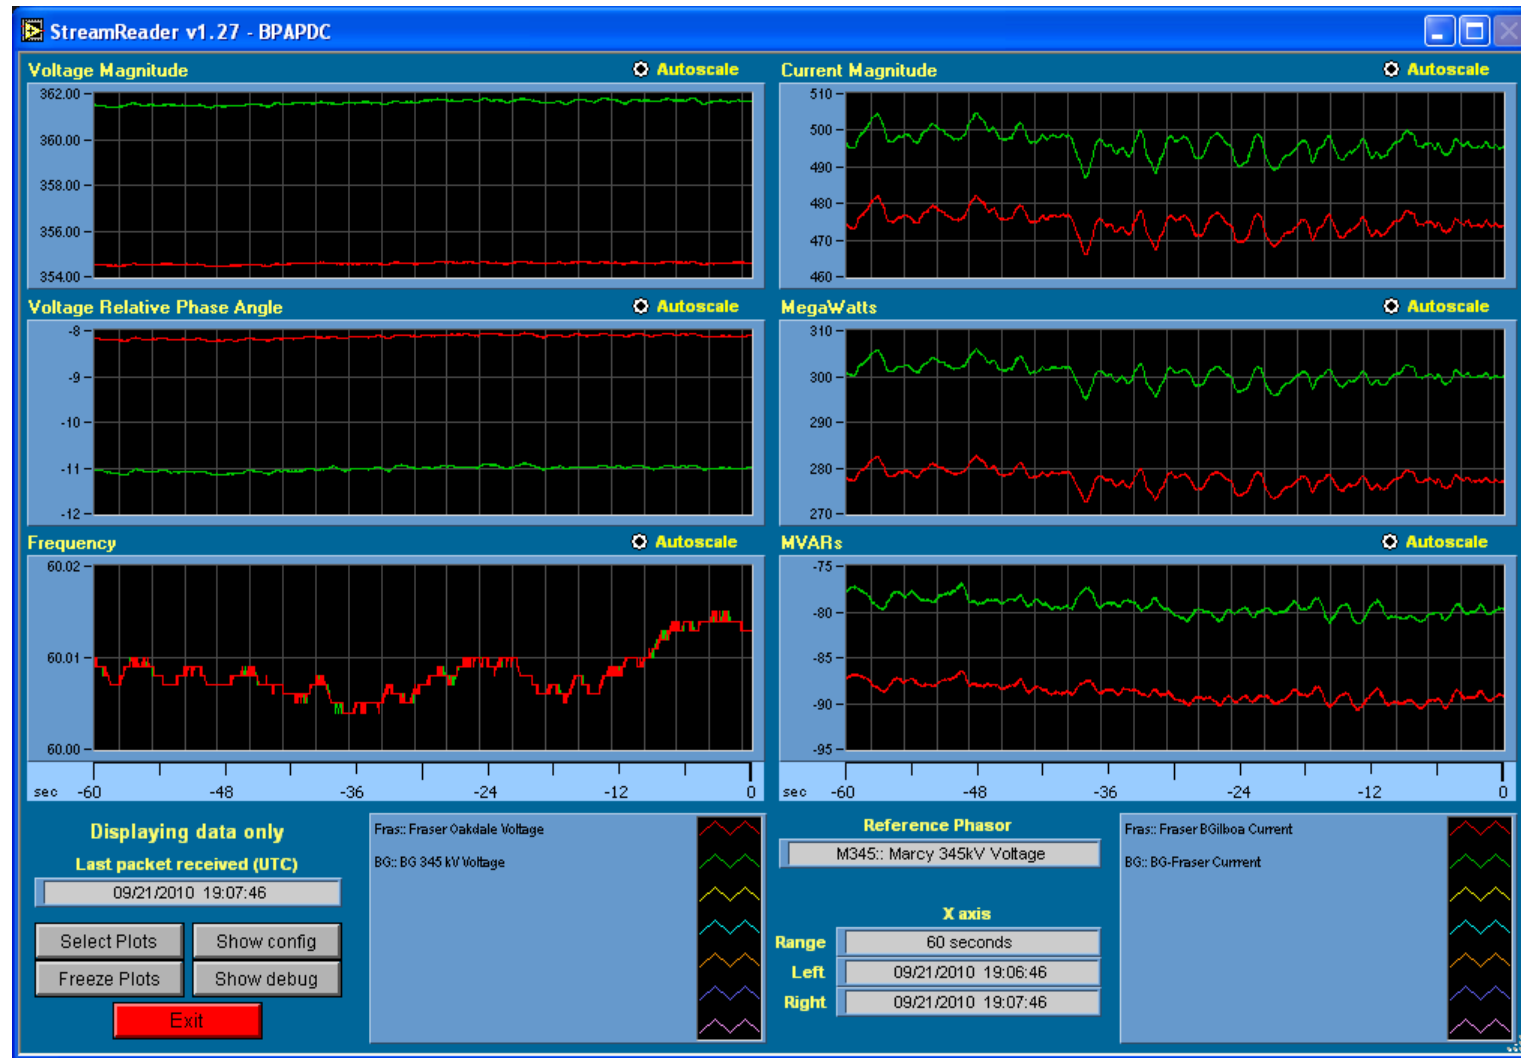 StreamReader v1.27 - BPAPDC
Voltage Magnitude
Autoscale
362.00
360.00
358.00
356.00
354.00
Current Magnitude
Autoscale
510
500
490
480
470
460
Voltage Relative Phase Angle
Autoscale
-8
-9
-10
-11
-12
MegaWatts
Autoscale
310
300
290
280
270
Frequency
Autoscale
60.02
60.01
60.00
sec -60 -48 -36 -24 -12 0
MVARs
Autoscale
-75
-80
-85
-90
-95
sec -60 -48 -36 -24 -12 0
Displaying data only
Last packet received (UTC)
09/21/2010 19:07:46
Select Plots
Show config
Freeze Plots
Show debug
Exit
Fras:: Fraser Oakdale Voltage
BG:: BG 345 kV Voltage
Reference Phasor
M345:: Marcy 345kV Voltage
X axis
Range 60 seconds
Left 09/21/2010 19:06:46
Right 09/21/2010 19:07:46
Fras:: Fraser BGilboa Current
BG:: BG-Fraser Currrent